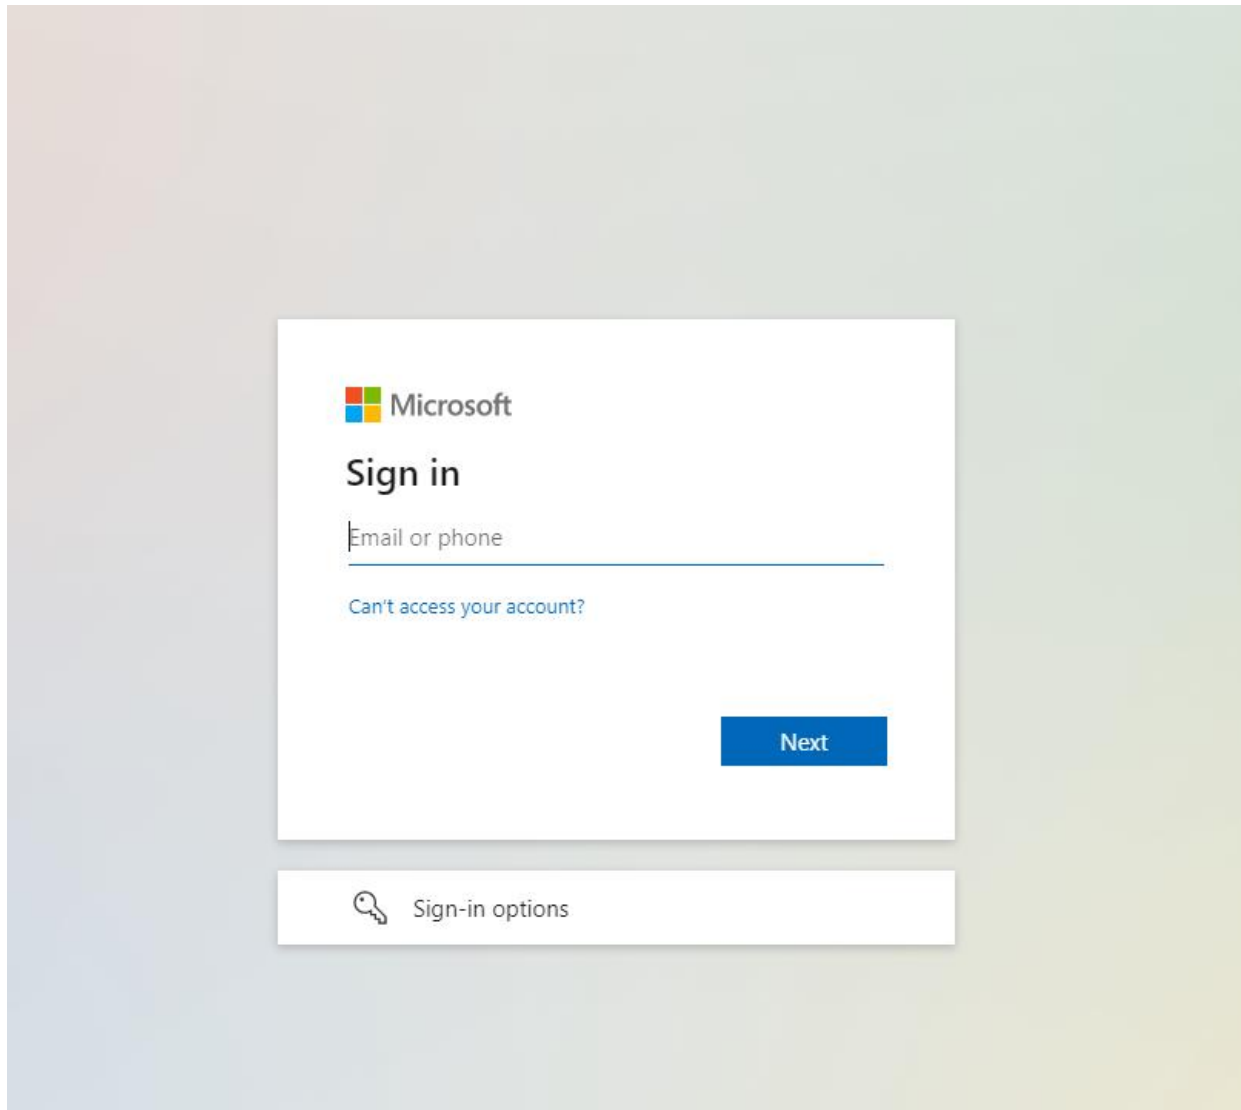 Microsoft
Sign in
Email or phone
Can't access your account?
Next
Sign-in options